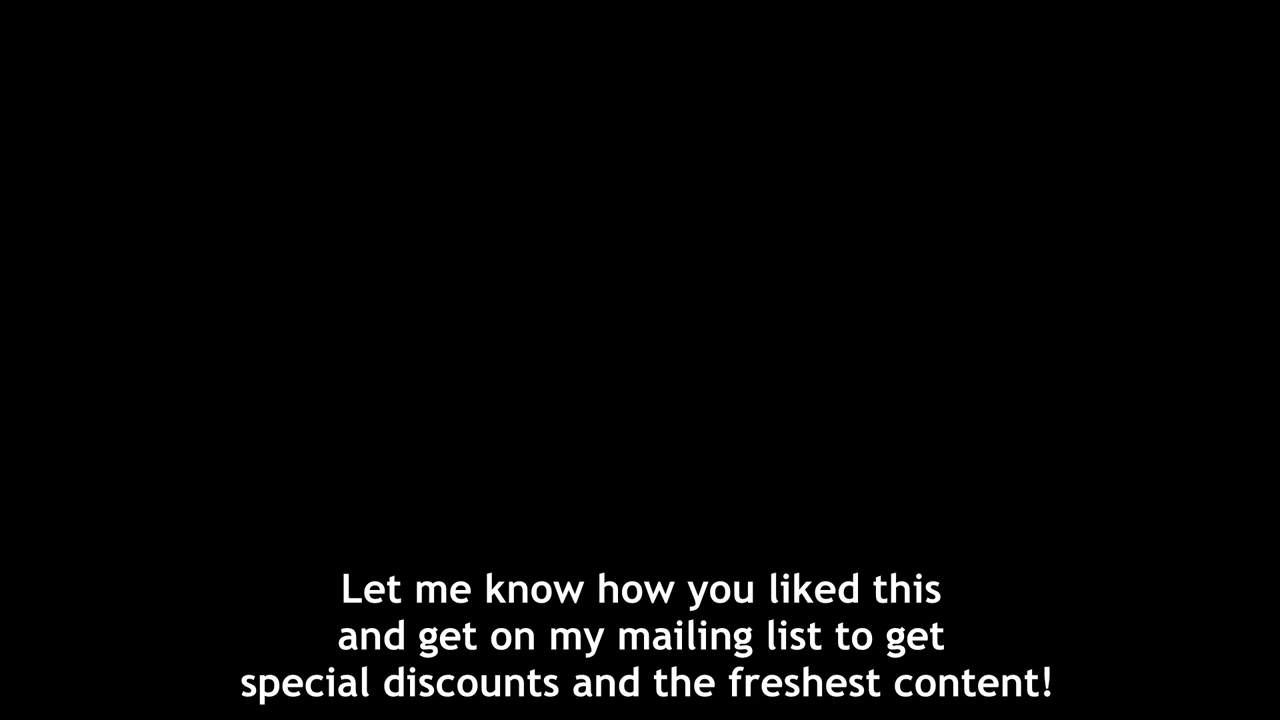 Let me know how you liked this
and get on my mailing list to get
special discounts and the freshest content!